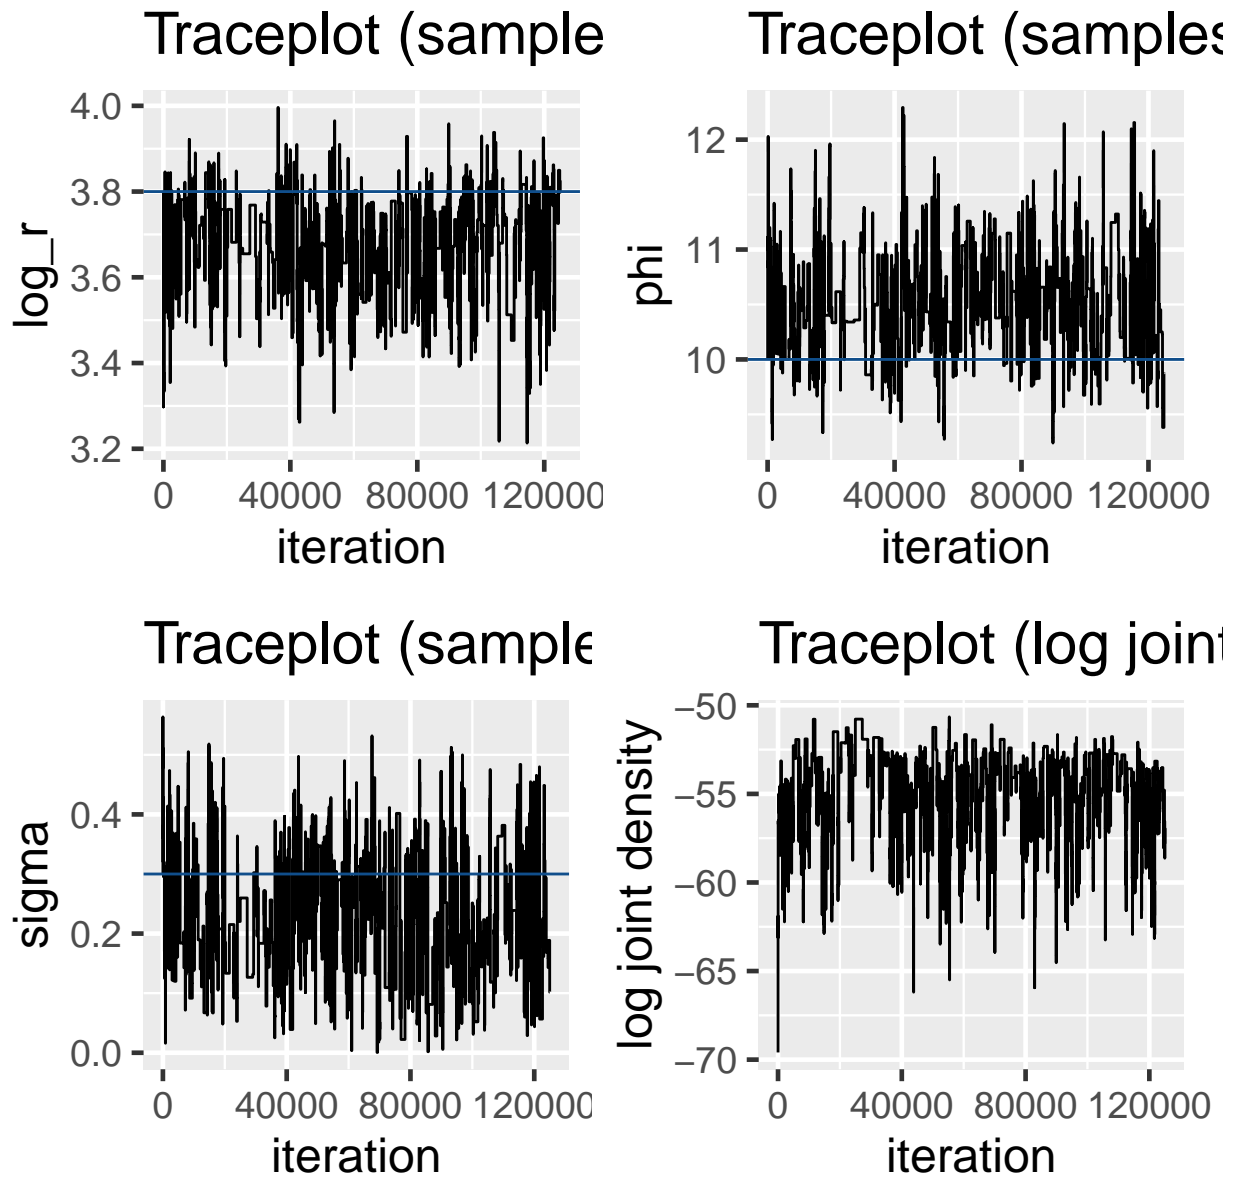 Traceplot (sample
log_r
4.0
3.8
3.6
3.4
3.2
0 40000 80000 120000
iteration
Traceplot (samples
phi
12
11
10
0 40000 80000 120000
iteration
Traceplot (sample
sigma
0.4
0.2
0.0
0 40000 80000 120000
iteration
Traceplot (log joint
log joint density
−50
−55
−60
−65
−70
0 40000 80000 120000
iteration